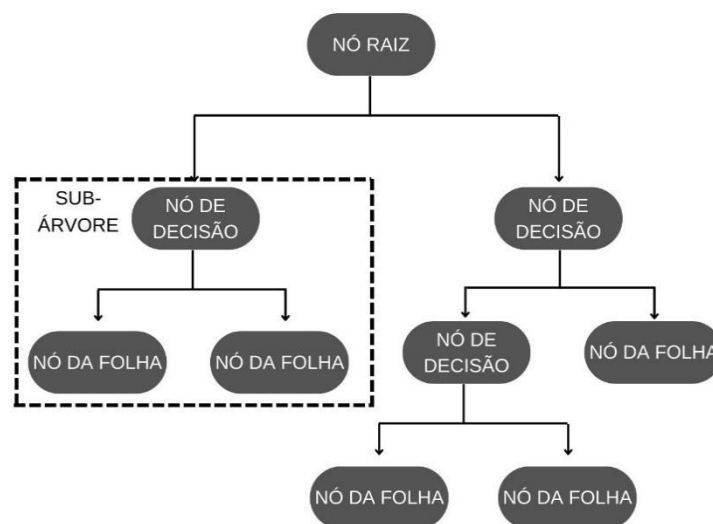 NÓ RAIZ
SUB-
ÁRVORE
NÓ DE
DECISÃO
NÓ DE
DECISÃO
NÓ DA FOLHA
NÓ DA FOLHA
NÓ DE
DECISÃO
NÓ DA FOLHA
NÓ DA FOLHA
NÓ DA FOLHA